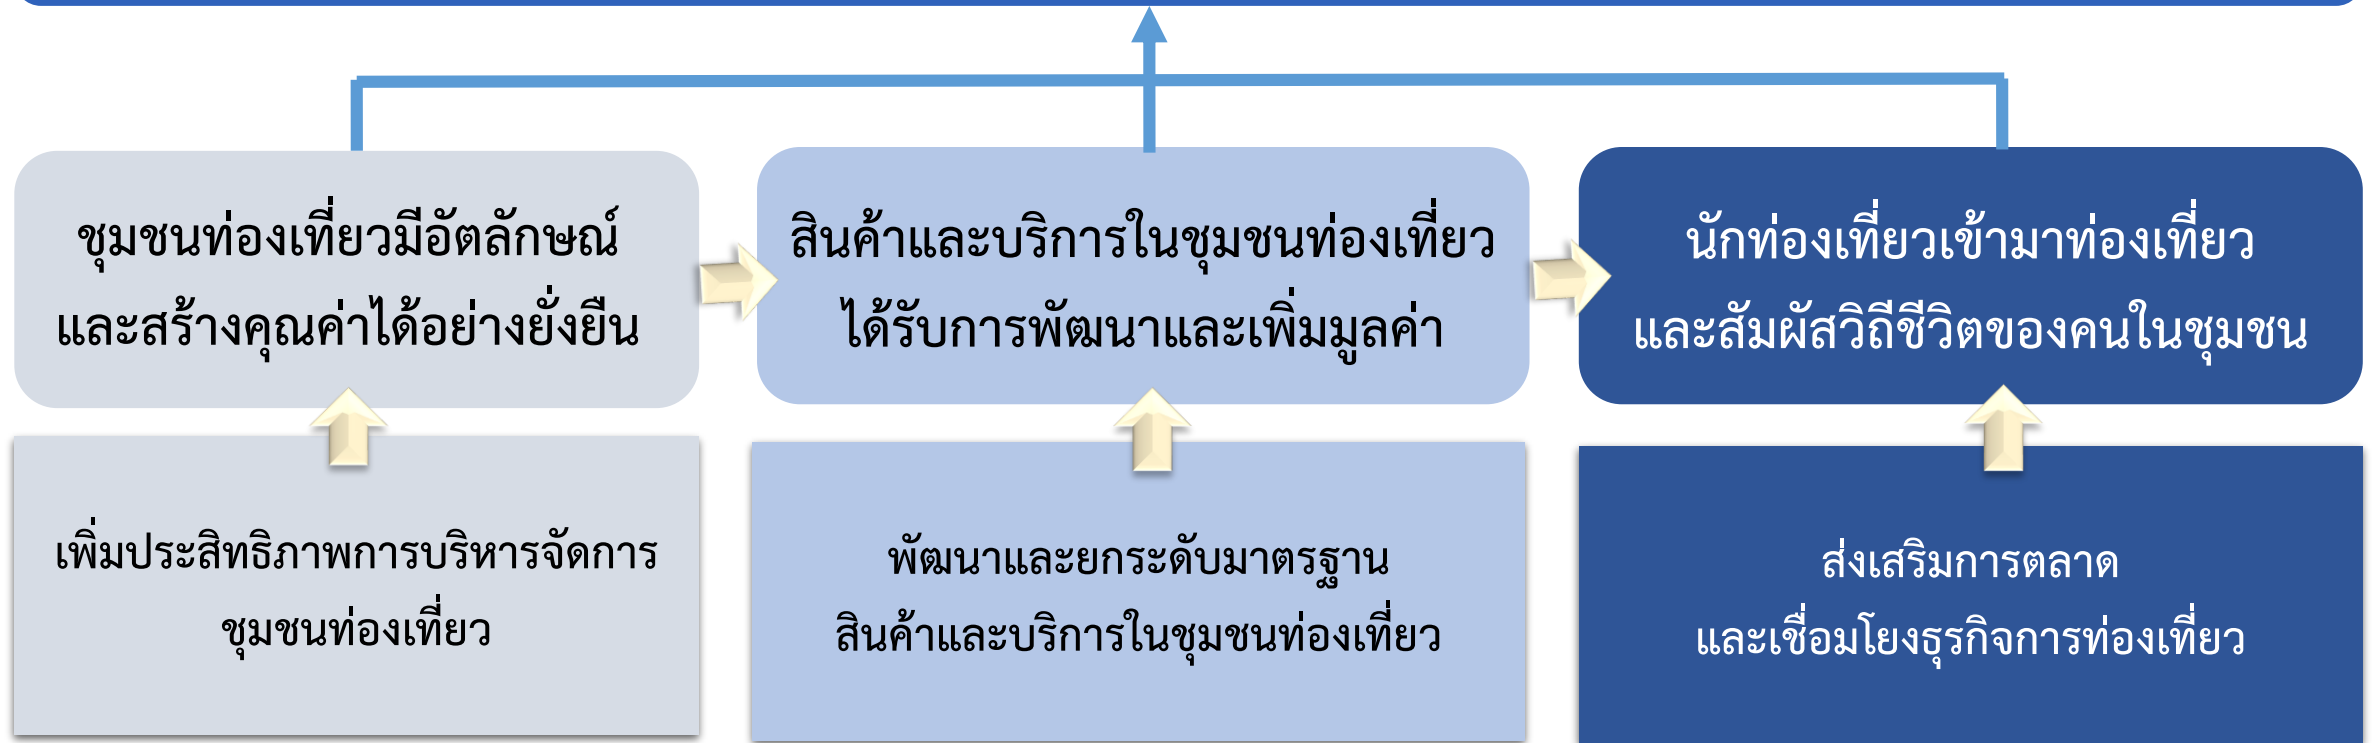 ชุมชนท่องเที่ยวมีอัตลักษณ์
และสร้างคุณค่าได้อย่างยั่งยืน
สินค้าและบริการในชุมชนท่องเที่ยว
ได้รับการพัฒนาและเพิ่มมูลค่า
นักท่องเที่ยวเข้ามาท่องเที่ยว
และสัมผัสวิถีชีวิตของคนในชุมชน
เพิ่มประสิทธิภาพการบริหารจัดการ
ชุมชนท่องเที่ยว
พัฒนาและยกระดับมาตรฐาน
สินค้าและบริการในชุมชนท่องเที่ยว
ส่งเสริมการตลาด
และเชื่อมโยงธุรกิจการท่องเที่ยว